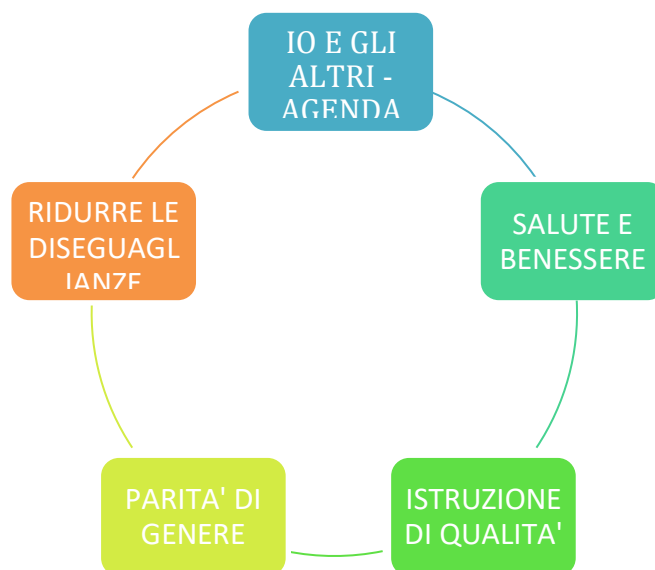 IO E GLI
ALTRI -
AGENDA
SALUTE E
BENESSERE
ISTRUZIONE
DI QUALITA'
PARITA' DI
GENERE
RIDURRE LE
DISEGUAGL
IANZE